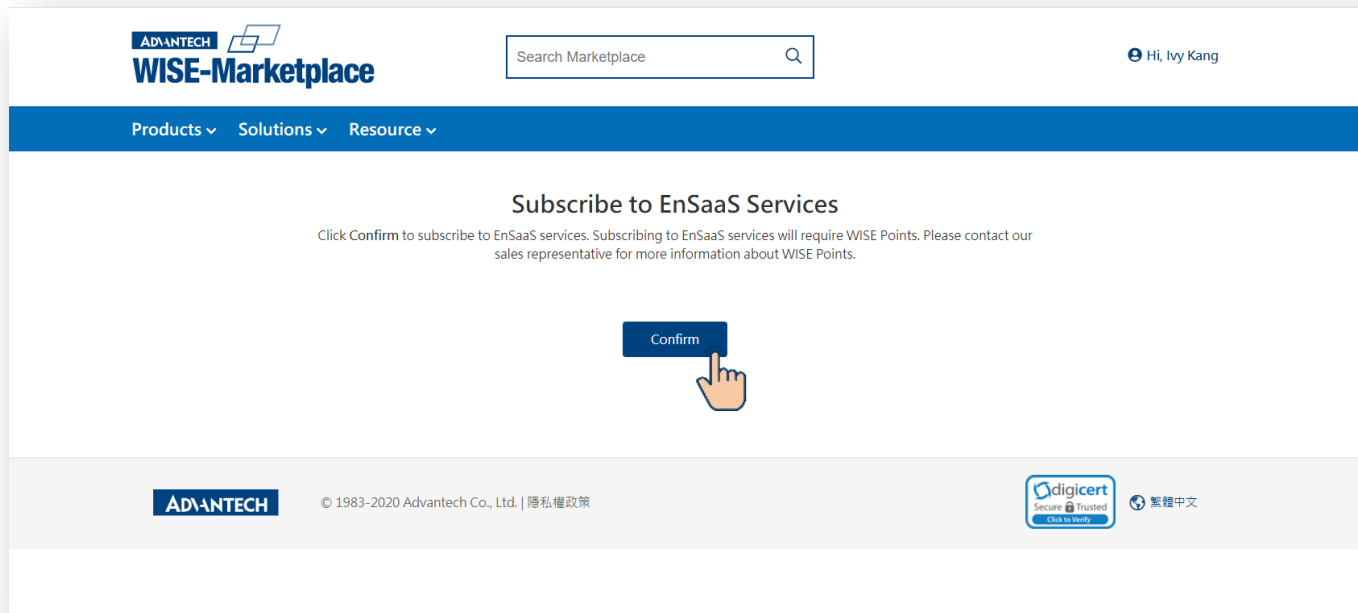 ADVANTECH
WISE-Marketplace
Search Marketplace
Hi, Ivy Kang
Products
Solutions
Resource
Subscribe to EnSaaS Services
Click Confirm to subscribe to EnSaaS services. Subscribing to EnSaaS services will require WISE Points. Please contact our
sales representative for more information about WISE Points.
Confirm
ADVANTECH
© 1983-2020 Advantech Co., Ltd. | 隱私權政策
digicert
Secure Trusted
Click to Verify
繁體中文